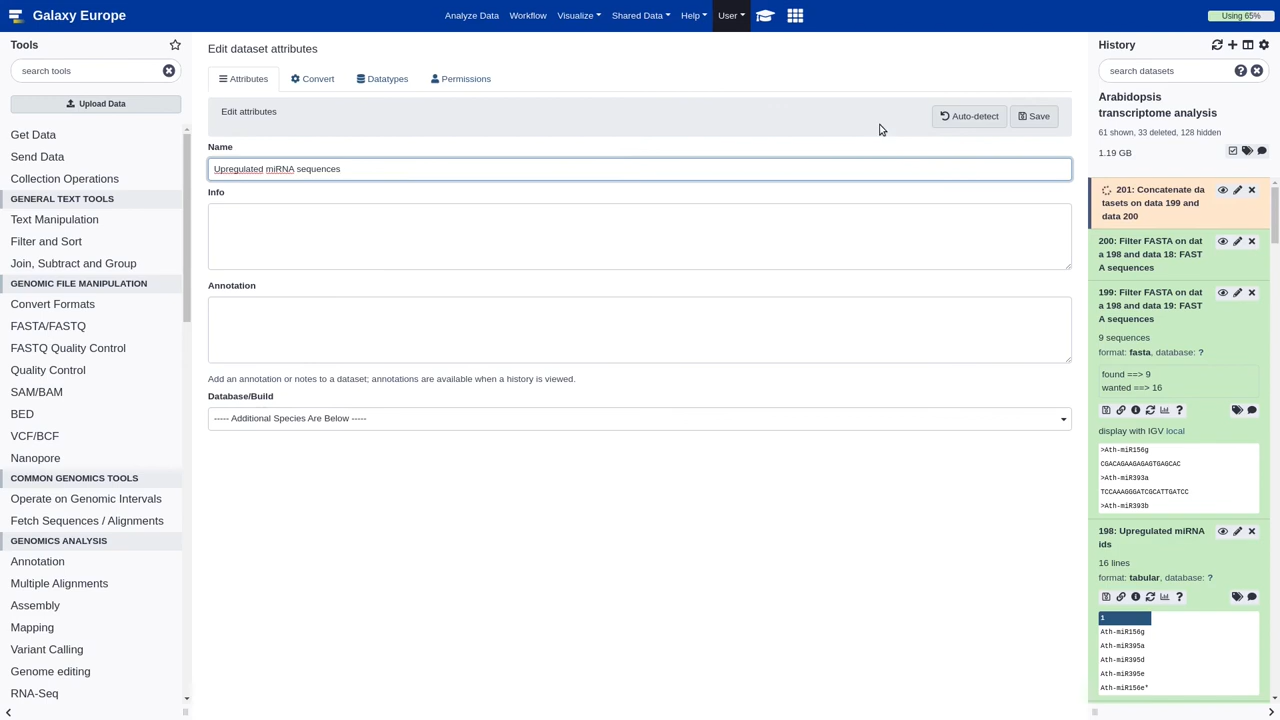 Galaxy Europe
Analyze Data Workflow Visualize Shared Data Help User
Using 65%
Tools
search tools
Upload Data
Get Data
Send Data
Collection Operations
GENERAL TEXT TOOLS
Text Manipulation
Filter and Sort
Join, Subtract and Group
GENOMIC FILE MANIPULATION
Convert Formats
FASTA/FASTQ
FASTQ Quality Control
Quality Control
SAM/BAM
BED
VCF/BCF
Nanopore
COMMON GENOMICS TOOLS
Operate on Genomic Intervals
Fetch Sequences / Alignments
GENOMICS ANALYSIS
Annotation
Multiple Alignments
Assembly
Mapping
Variant Calling
Genome editing
RNA-Seq
Edit dataset attributes
Attributes Convert Datatypes Permissions
Edit attributes
Auto-detect Save
Name
Upregulated miRNA sequences
Info
Annotation
Add an annotation or notes to a dataset; annotations are available when a history is viewed.
Database/Build
----- Additional Species Are Below -----
History
search datasets
Arabidopsis
transcriptome analysis
61 shown, 33 deleted, 128 hidden
1.19 GB
201: Concatenate da
tasets on data 199 and
data 200
200: Filter FASTA on dat
a 198 and data 18: FAST
A sequences
199: Filter FASTA on dat
a 198 and data 19: FAST
A sequences
9 sequences
format: fasta, database: ?
found ==> 9
wanted ==> 16
display with IGV local
>Ath-miR156g
CGACAGAAGAGAGTGAGCAC
>Ath-miR393a
TCCAAAGGGATCGCATTGATCC
>Ath-miR393b
198: Upregulated miRNA
ids
16 lines
format: tabular, database: ?
1
Ath-miR156g
Ath-miR395a
Ath-miR395d
Ath-miR395e
Ath-miR156e*